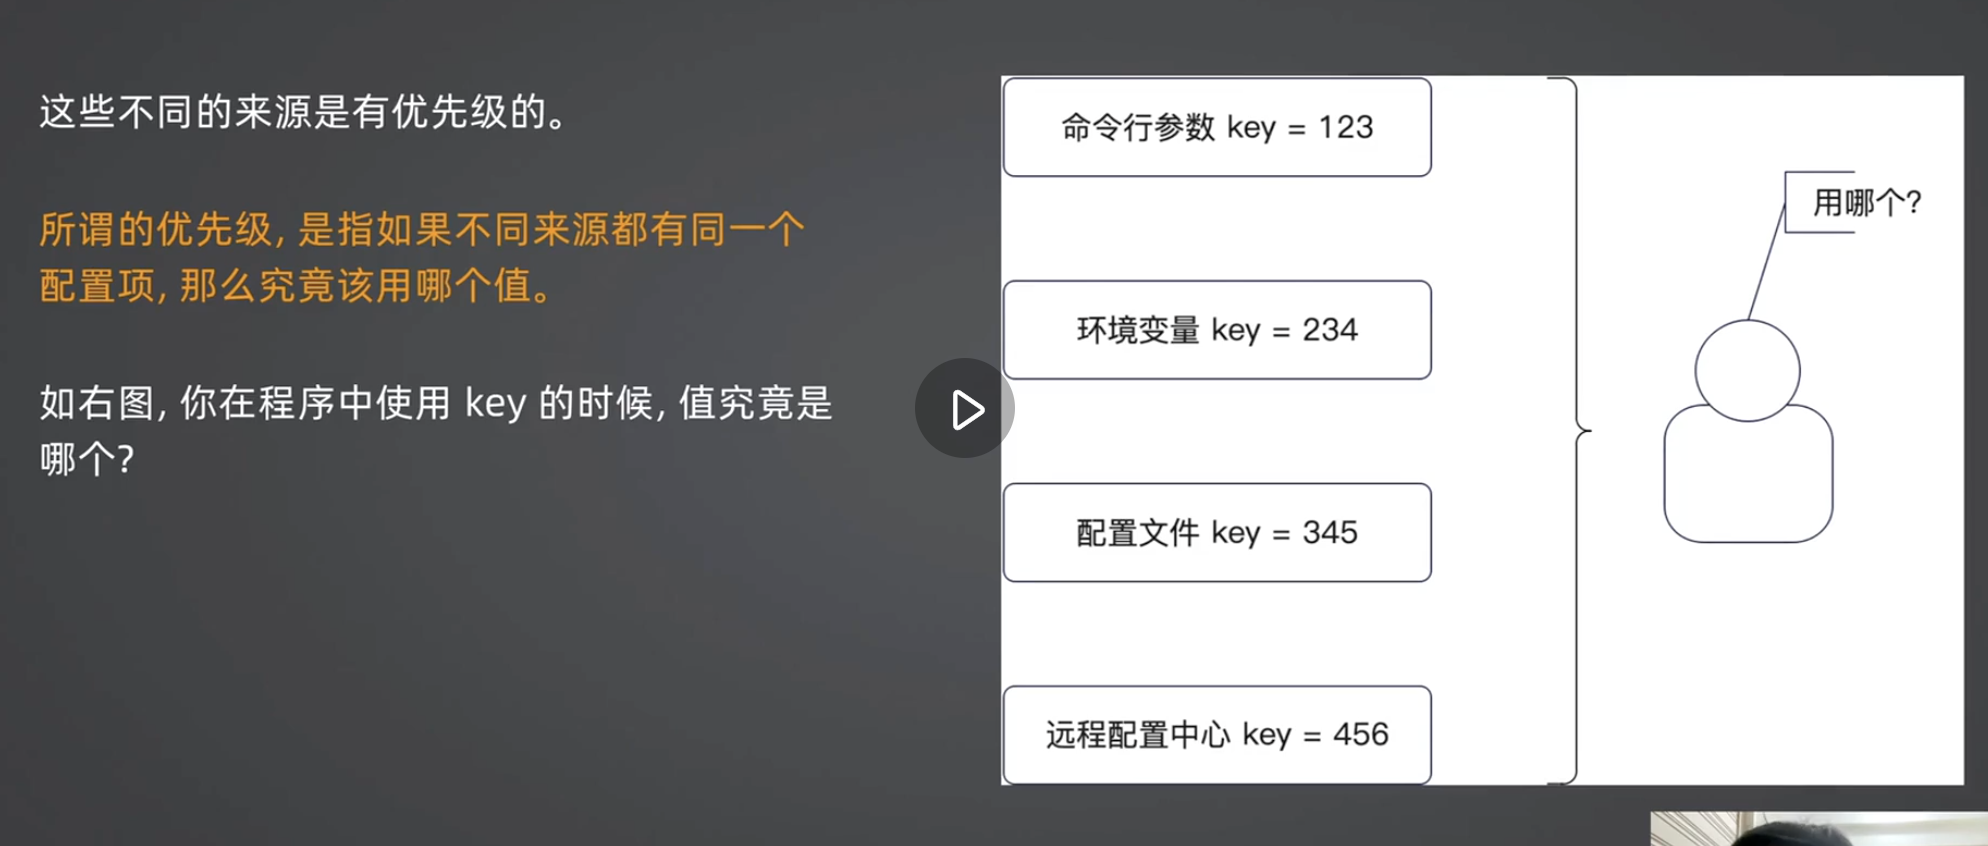 这些不同的来源是有优先级的。
所谓的优先级, 是指如果不同来源都有同一个
配置项, 那么究竟该用哪个值。
如右图, 你在程序中使用 key 的时候, 值究竟是
哪个?
命令行参数 key = 123
环境变量 key = 234
配置文件 key = 345
远程配置中心 key = 456
用哪个?